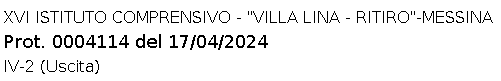 XVI ISTITUTO COMPRENSIVO - "VILLA LINA - RITIRO"-MESSINA
Prot. 0004114 del 17/04/2024
IV-2 (Uscita)